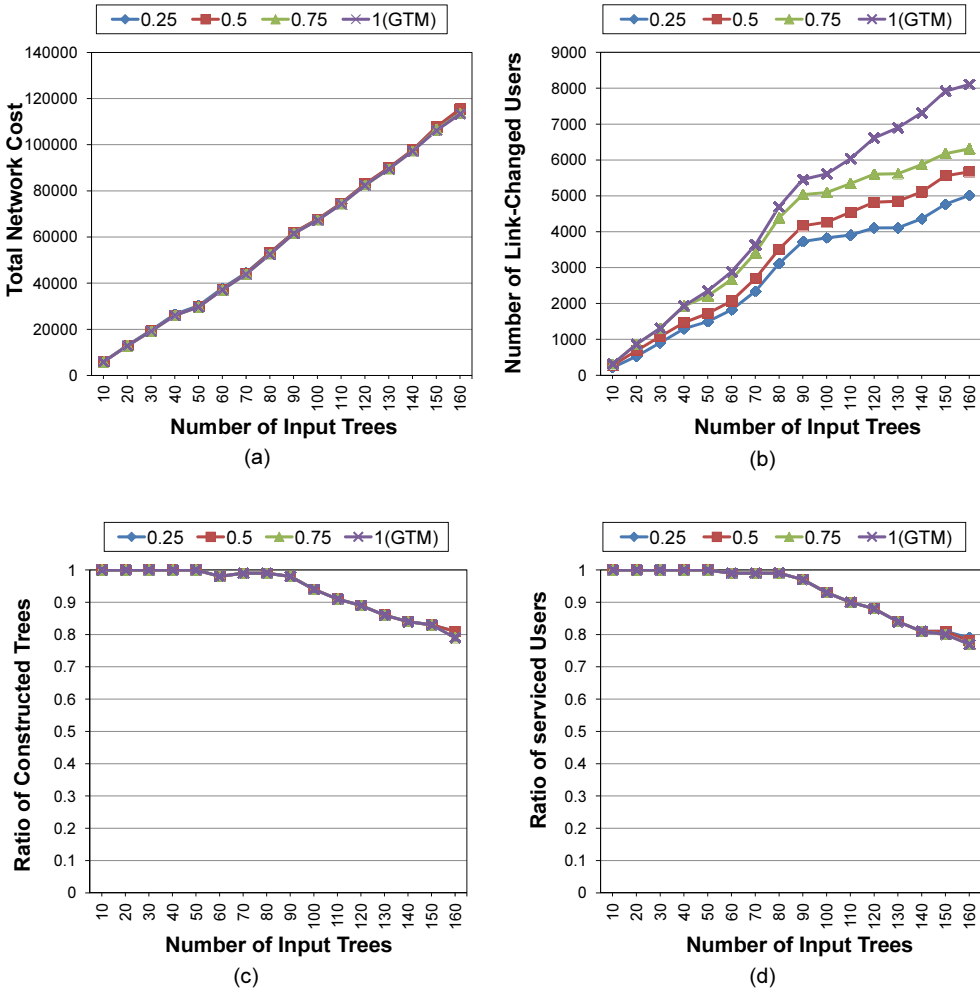 0.25 0.5 0.75 1(GTM)
Total Network Cost
140000
120000
100000
80000
60000
40000
20000
0
10 20 30 40 50 60 70 80 90 100 110 120 130 140 150 160
Number of Input Trees
(a)
0.25 0.5 0.75 1(GTM)
Number of Link-Changed Users
9000
8000
7000
6000
5000
4000
3000
2000
1000
0
10 20 30 40 50 60 70 80 90 100 110 120 130 140 150 160
Number of Input Trees
(b)
0.25 0.5 0.75 1(GTM)
Ratio of Constructed Trees
1
0.9
0.8
0.7
0.6
0.5
0.4
0.3
0.2
0.1
0
10 20 30 40 50 60 70 80 90 100 110 120 130 140 150 160
Number of Input Trees
(c)
0.25 0.5 0.75 1(GTM)
Ratio of serviced Users
1
0.9
0.8
0.7
0.6
0.5
0.4
0.3
0.2
0.1
0
10 20 30 40 50 60 70 80 90 100 110 120 130 140 150 160
Number of Input Trees
(d)